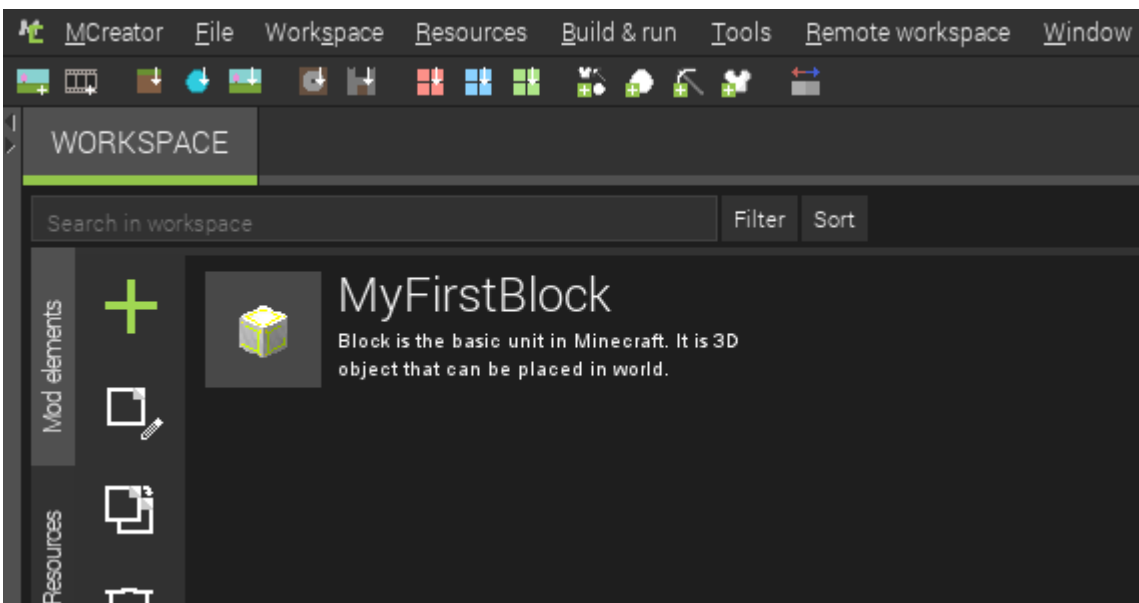 MCreator File Workspace Resources Build & run Tools Remote workspace Window
WORKSPACE
Search in workspace Filter Sort
Mod elements
Resources
MyFirstBlock
Block is the basic unit in Minecraft. It is 3D
object that can be placed in world.